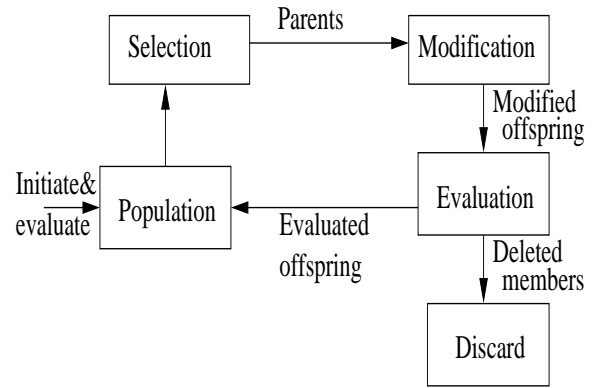 Parents
Selection
Modification
Modified
offspring
Initiate&
evaluate
Population
Evaluated
offspring
Evaluation
Deleted
members
Discard